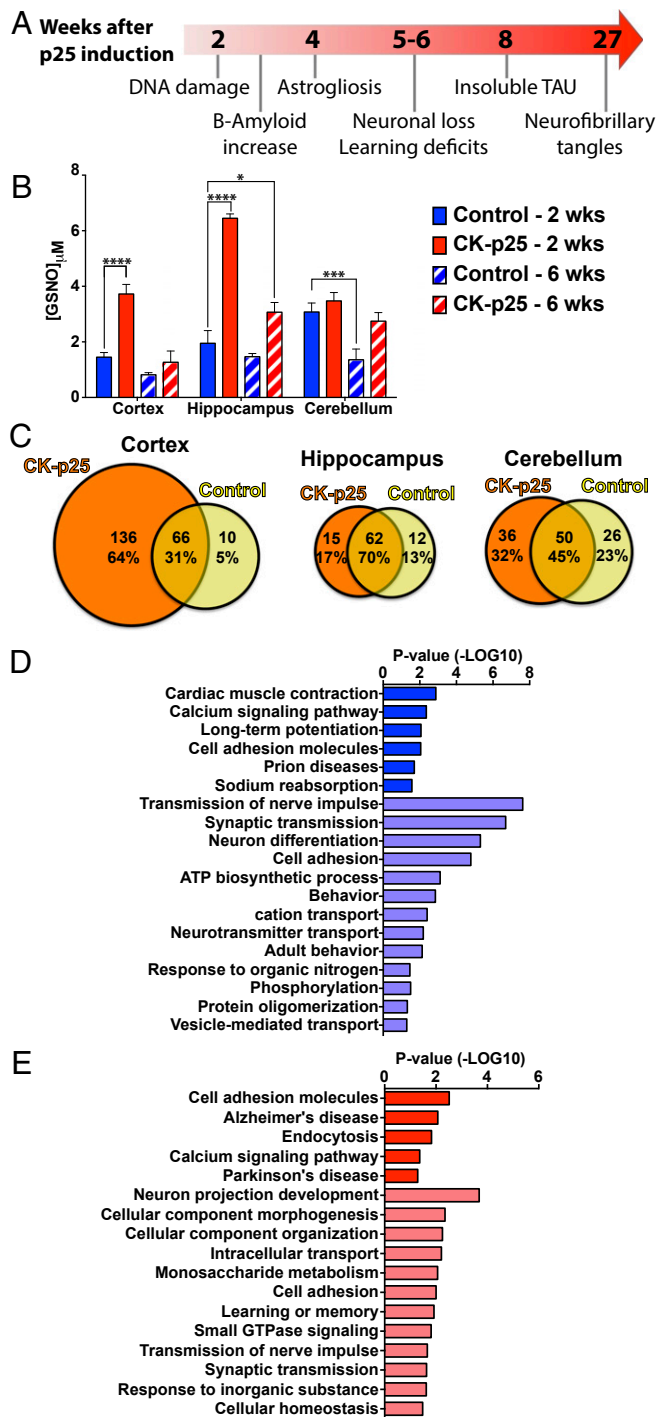 A
Weeks after
p25 induction
2 4 5-6 8 27
DNA damage Astrogliosis Insoluble TAU
B-Amyloid
increase
Neuronal loss
Learning deficits
Neurofibrillary
tangles
B
[GSNO]µM
8
6
4
2
0
****
****
*
***
Cortex Hippocampus Cerebellum
Control - 2 wks
CK-p25 - 2 wks
Control - 6 wks
CK-p25 - 6 wks
C
Cortex
CK-p25
Control
136 66 10
64% 31% 5%
Hippocampus
CK-p25 Control
15 62 12
17% 70% 13%
Cerebellum
CK-p25 Control
36 50 26
32% 45% 23%
D
P-value (-LOG10)
0 2 4 6 8
Cardiac muscle contraction
Calcium signaling pathway
Long-term potentiation
Cell adhesion molecules
Prion diseases
Sodium reabsorption
Transmission of nerve impulse
Synaptic transmission
Neuron differentiation
Cell adhesion
ATP biosynthetic process
Behavior
cation transport
Neurotransmitter transport
Adult behavior
Response to organic nitrogen
Phosphorylation
Protein oligomerization
Vesicle-mediated transport
E
P-value (-LOG10)
0 2 4 6
Cell adhesion molecules
Alzheimer's disease
Endocytosis
Calcium signaling pathway
Parkinson's disease
Neuron projection development
Cellular component morphogenesis
Cellular component organization
Intracellular transport
Monosaccharide metabolism
Cell adhesion
Learning or memory
Small GTPase signaling
Transmission of nerve impulse
Synaptic transmission
Response to inorganic substance
Cellular homeostasis